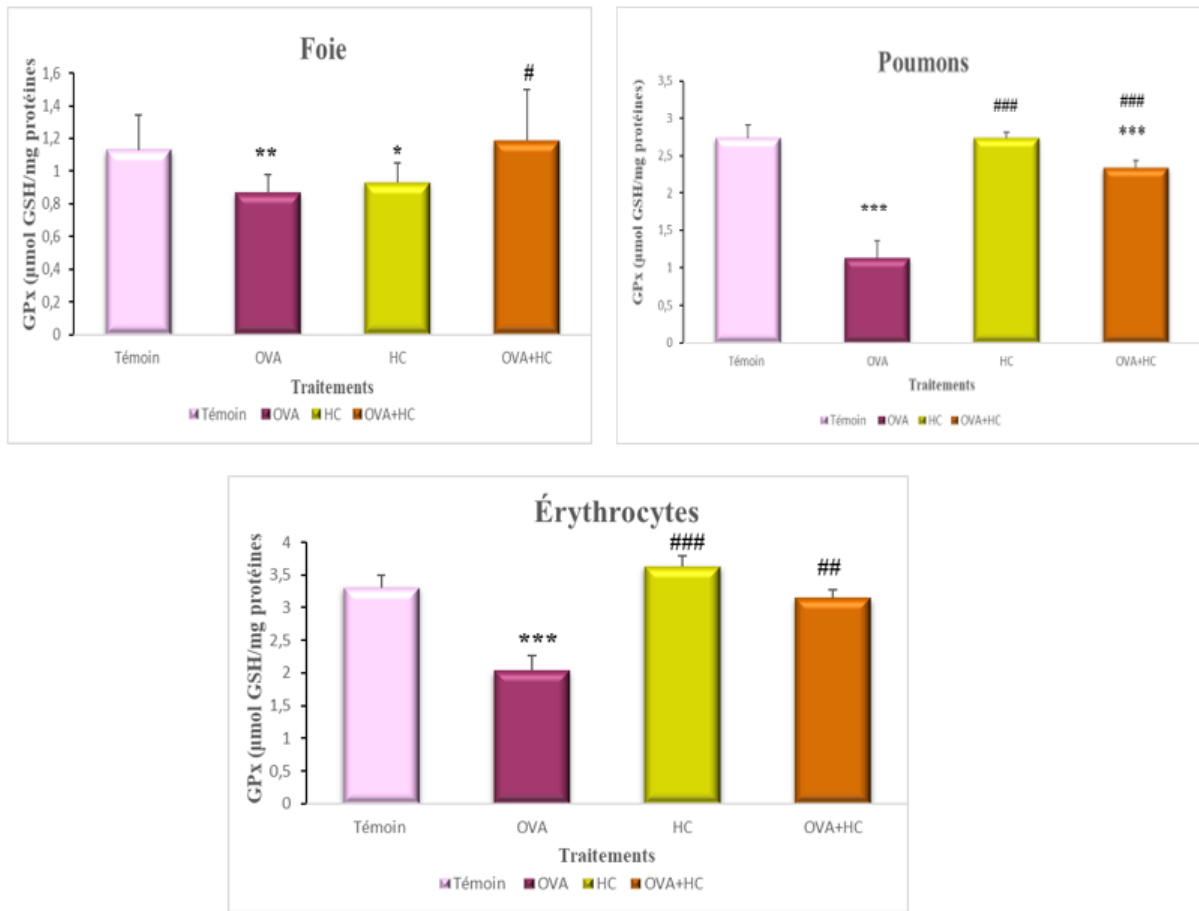 Foie
GPx (µmol GSH/mg protéines
1,6
1,4
1,2
1
0,8
0,6
0,4
0,2
0
**
*
#
Témoin OVA HC OVA+HC
Traitements
Témoin OVA HC OVA+HC
Poumons
GPx (µmol GSH/mg protéines)
3,5
3
2,5
2
1,5
1
0,5
0
***
###
###
***
Témoin OVA HC OVA+HC
Traitements
Témoin OVA HC OVA+HC
Érythrocytes
GPx (µmol GSH/mg protéines
4
3,5
3
2,5
2
1,5
1
0,5
0
***
###
##
Témoin OVA HC OVA+HC
Traitements
Témoin OVA HC OVA+HC